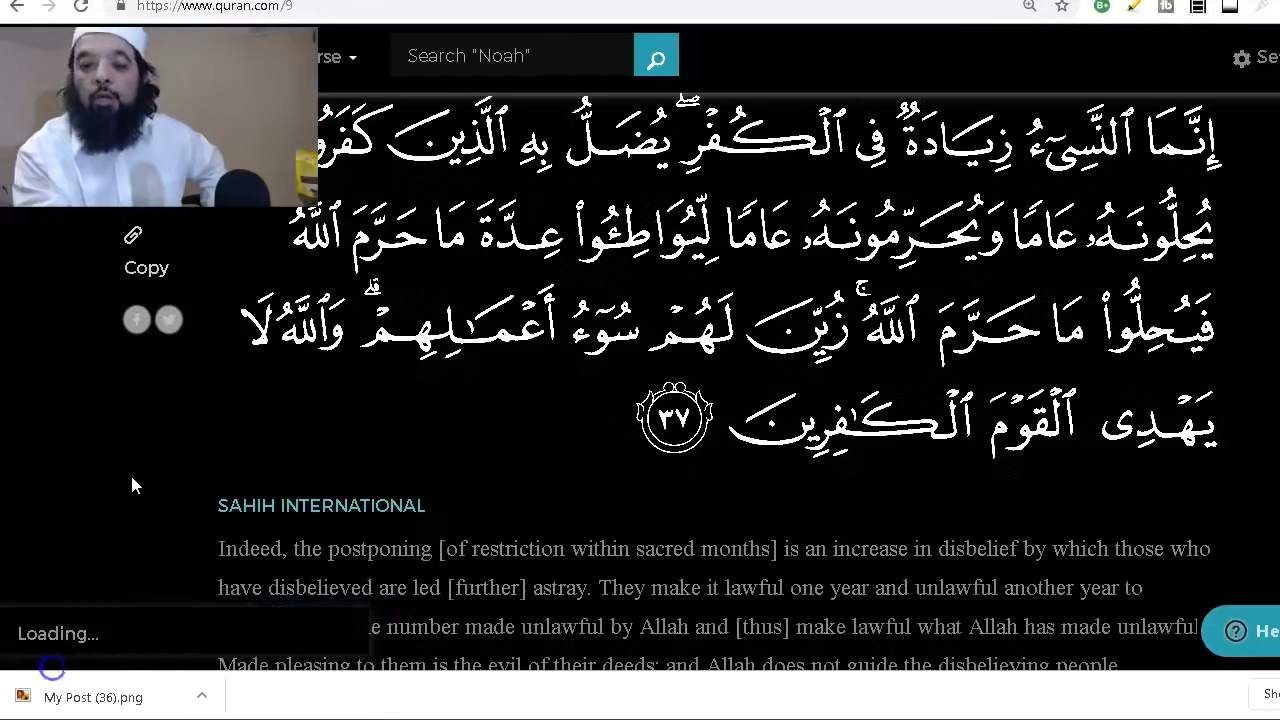 https://www.quran.com/9
rse
Search "Noah"
Set
إِنَّمَا ٱلنَّسِىٓءُ زِيَادَةٌ فِى ٱلْكُفْرِ ۖ يُضَلُّ بِهِ ٱلَّذِينَ كَفَرُوا۟
يُحِلُّونَهُۥ عَامًا وَيُحَرِّمُونَهُۥ عَامًا لِّيُوَاطِـُٔوا۟ عِدَّةَ مَا حَرَّمَ ٱللَّهُ
فَيُحِلُّوا۟ مَا حَرَّمَ ٱللَّهُ ۚ زُيِّنَ لَهُمْ سُوٓءُ أَعْمَـٰلِهِمْ ۗ وَٱللَّهُ لَا
يَهْدِى ٱلْقَوْمَ ٱلْكَـٰفِرِينَ ٣٧
Copy
SAHIH INTERNATIONAL
Indeed, the postponing [of restriction within sacred months] is an increase in disbelief by which those who
have disbelieved are led [further] astray. They make it lawful one year and unlawful another year to
e number made unlawful by Allah and [thus] make lawful what Allah has made unlawful.
Made pleasing to them is the evil of their deeds; and Allah does not guide the disbelieving people
Loading...
He
My Post (36).png
Sho